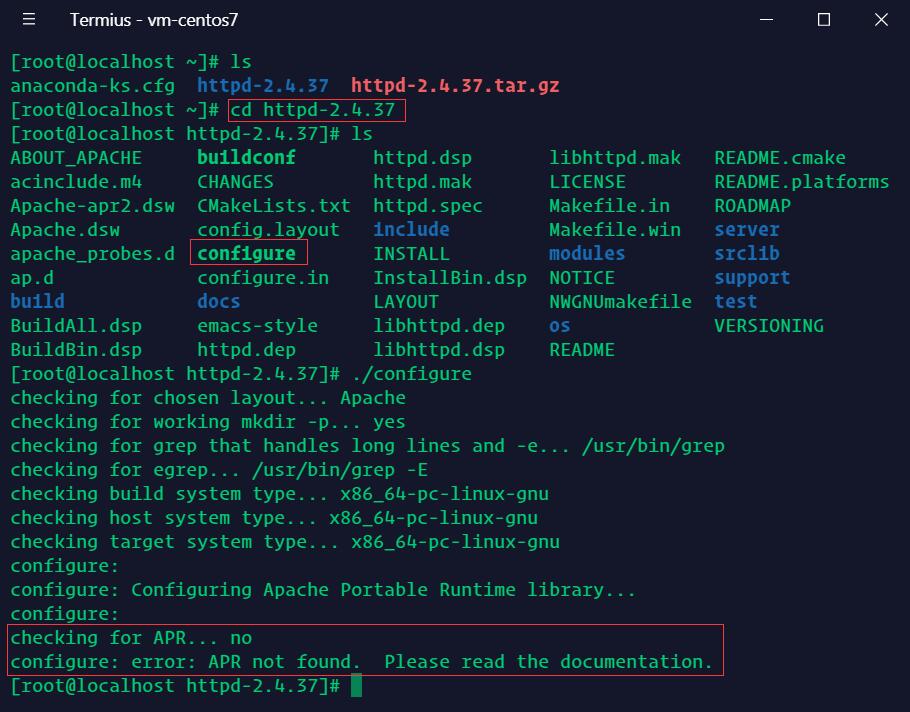 Termius - vm-centos7
[root@localhost ~]# ls
anaconda-ks.cfg  httpd-2.4.37  httpd-2.4.37.tar.gz
[root@localhost ~]# cd httpd-2.4.37
[root@localhost httpd-2.4.37]# ls
ABOUT_APACHE     buildconf       httpd.dsp       libhttpd.mak   README.cmake
acinclude.m4     CHANGES         httpd.mak       LICENSE        README.platforms
Apache-apr2.dsw  CMakeLists.txt  httpd.spec      Makefile.in    ROADMAP
Apache.dsw       config.layout   include         Makefile.win   server
apache_probes.d  configure       INSTALL         modules        srclib
ap.d             configure.in    InstallBin.dsp  NOTICE         support
build            docs            LAYOUT          NWGNUmakefile  test
BuildAll.dsp     emacs-style     libhttpd.dep    os             VERSIONING
BuildBin.dsp     httpd.dep       libhttpd.dsp    README
[root@localhost httpd-2.4.37]# ./configure
checking for chosen layout... Apache
checking for working mkdir -p... yes
checking for grep that handles long lines and -e... /usr/bin/grep
checking for egrep... /usr/bin/grep -E
checking build system type... x86_64-pc-linux-gnu
checking host system type... x86_64-pc-linux-gnu
checking target system type... x86_64-pc-linux-gnu
configure:
configure: Configuring Apache Portable Runtime library...
configure:
checking for APR... no
configure: error: APR not found.  Please read the documentation.
[root@localhost httpd-2.4.37]#